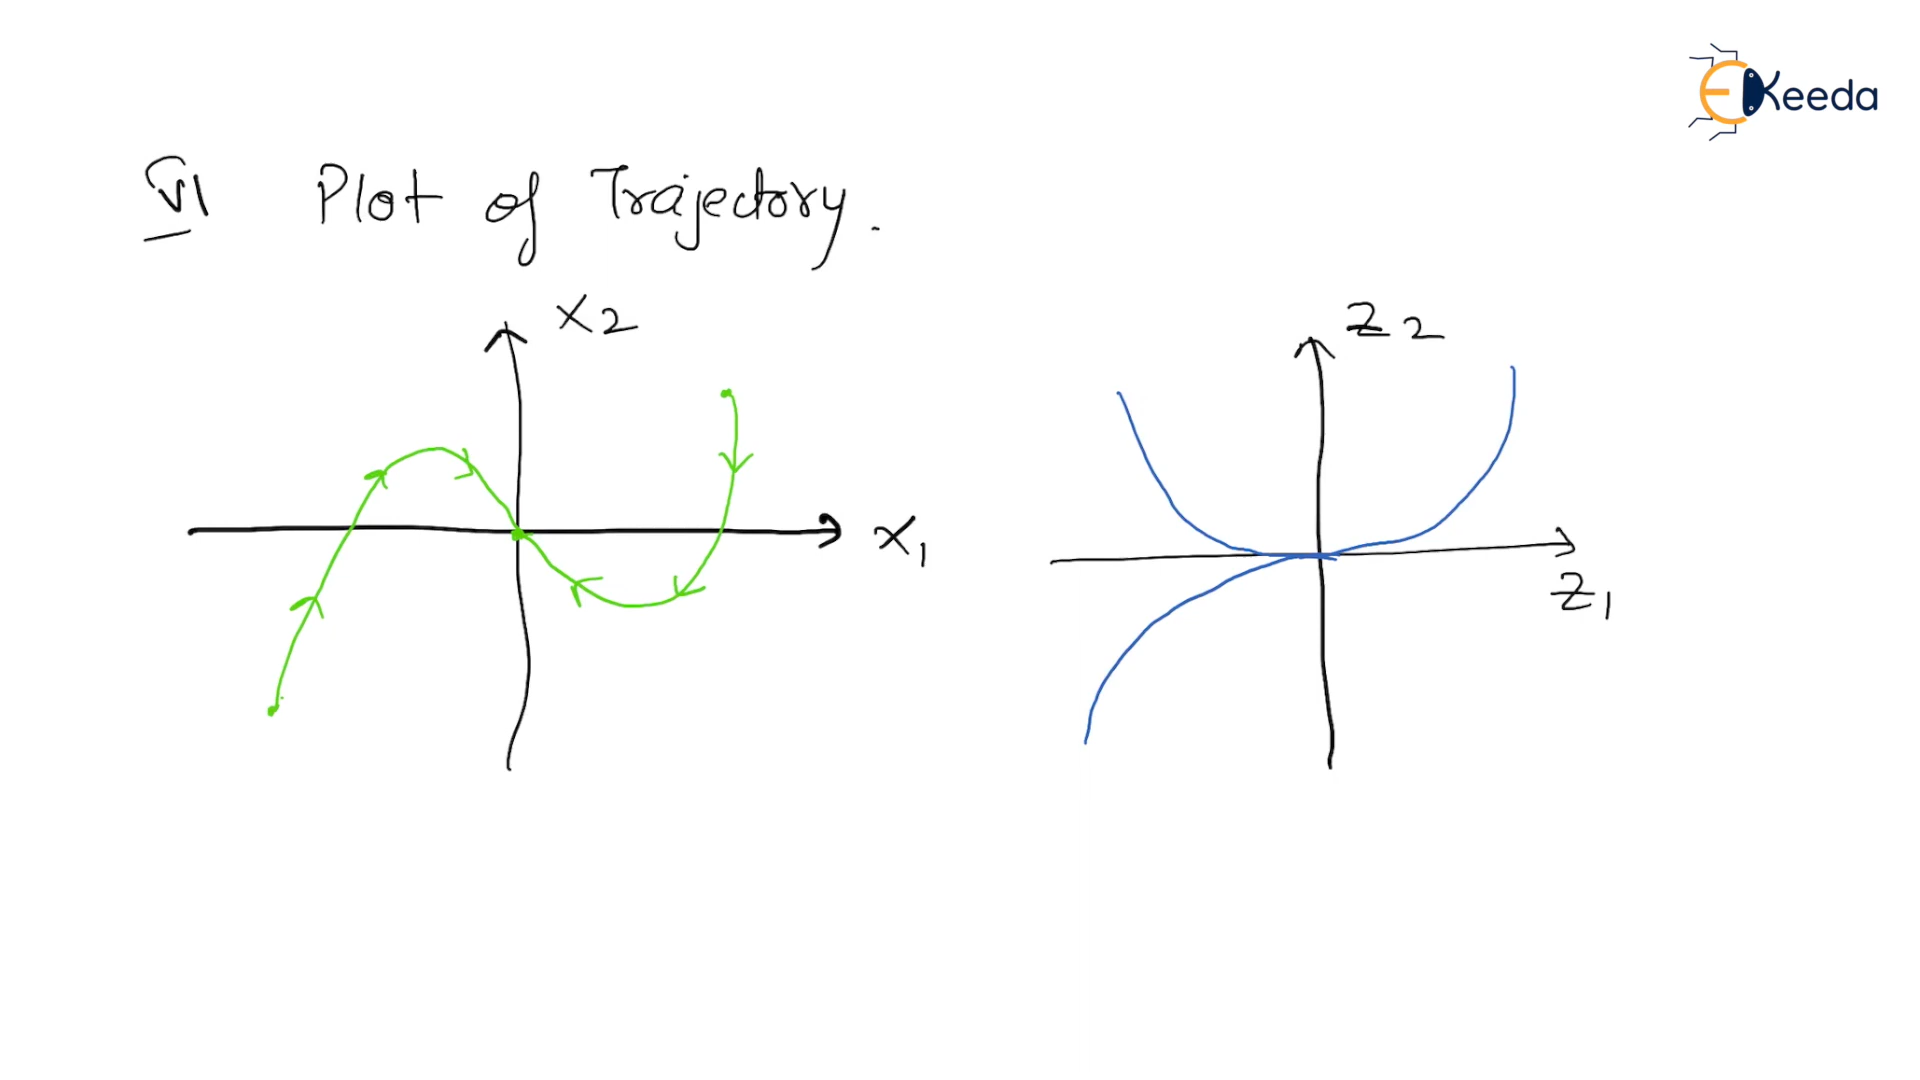 EKeeda
VI Plot of Trajectory.
X2
Z2
X1
Z1